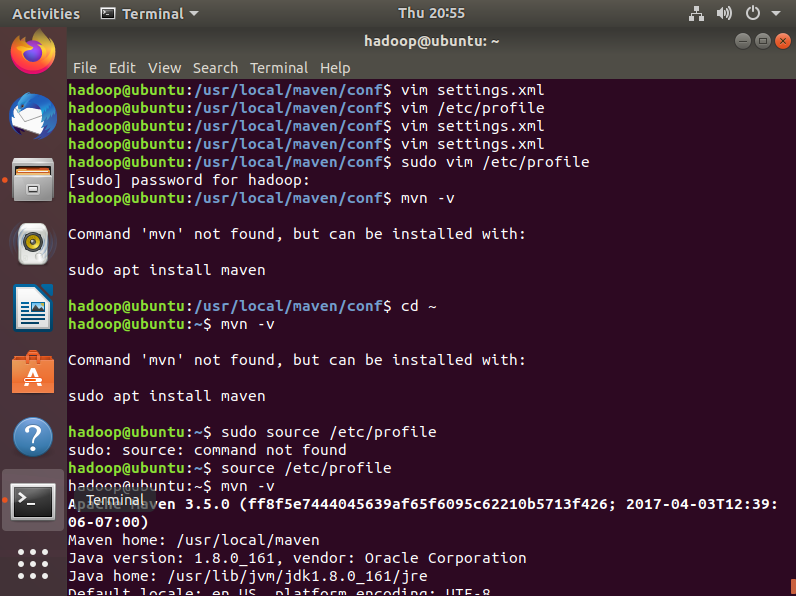 Activities Terminal Thu 20:55
hadoop@ubuntu: ~
File Edit View Search Terminal Help
hadoop@ubuntu:/usr/local/maven/conf$ vim settings.xml
hadoop@ubuntu:/usr/local/maven/conf$ vim /etc/profile
hadoop@ubuntu:/usr/local/maven/conf$ vim settings.xml
hadoop@ubuntu:/usr/local/maven/conf$ vim settings.xml
hadoop@ubuntu:/usr/local/maven/conf$ sudo vim /etc/profile
[sudo] password for hadoop:
hadoop@ubuntu:/usr/local/maven/conf$ mvn -v
Command 'mvn' not found, but can be installed with:
sudo apt install maven
hadoop@ubuntu:/usr/local/maven/conf$ cd ~
hadoop@ubuntu:~$ mvn -v
Command 'mvn' not found, but can be installed with:
sudo apt install maven
hadoop@ubuntu:~$ sudo source /etc/profile
sudo: source: command not found
hadoop@ubuntu:~$ source /etc/profile
hadoop@ubuntu:~$ mvn -v
Terminal
Apache Maven 3.5.0 (ff8f5e7444045639af65f6095c62210b5713f426; 2017-04-03T12:39:
06-07:00)
Maven home: /usr/local/maven
Java version: 1.8.0_161, vendor: Oracle Corporation
Java home: /usr/lib/jvm/jdk1.8.0_161/jre
Default locale: en_US, platform encoding: UTF-8